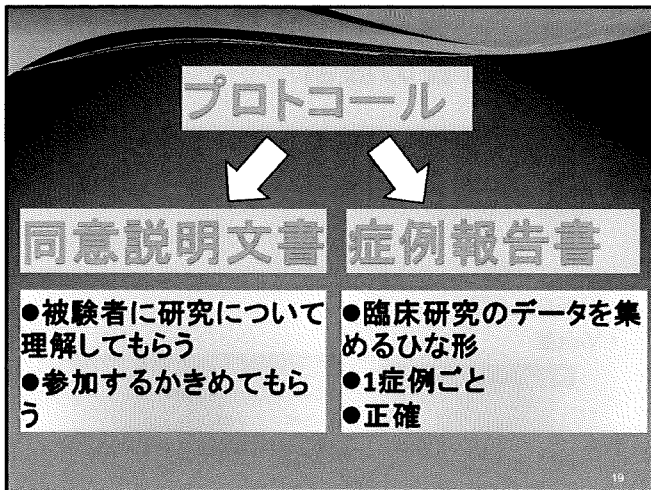 プロトコール
同意説明文書
症例報告書
●被験者に研究について
理解してもらう
●参加するかきめてもら
う
●臨床研究のデータを集
めるひな形
●1症例ごと
●正確
19